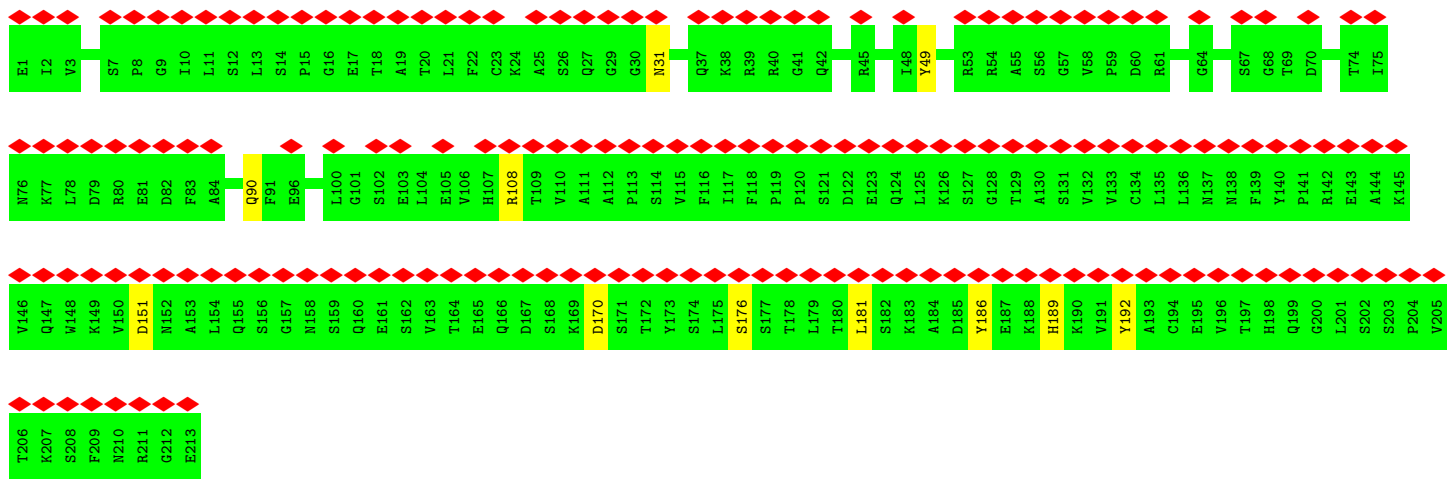 E1 I2 V3 S7 P8 G9 I10 L11 S12 L13 S14 P15 G16 E17 T18 A19 T20 L21 F22 C23 K24 A25 S26 Q27 G29 G30 N31 Q37 K38 R39 R40 G41 Q42 R45 I48 Y49 R53 R54 A55 S56 G57 V58 P59 D60 R61 G64 S67 G68 T69 D70 T74 I75
N76 K77 L78 D79 R80 E81 D82 F83 A84 Q90 F91 E96 L100 G101 S102 E103 L104 E105 V106 H107 R108 T109 V110 A111 A112 P113 S114 V115 F116 I117 F118 P119 P120 S121 D122 E123 Q124 L125 K126 S127 G128 T129 A130 S131 V132 V133 C134 L135 L136 N137 N138 F139 Y140 P141 R142 E143 A144 K145
V146 Q147 W148 K149 V150 D151 N152 A153 L154 Q155 S156 G157 N158 S159 Q160 E161 S162 V163 T164 E165 Q166 D167 S168 K169 D170 S171 T172 Y173 S174 L175 S176 S177 T178 L179 T180 L181 S182 K183 A184 D185 Y186 E187 K188 H189 K190 V191 Y192 A193 C194 E195 V196 T197 H198 Q199 G200 L201 S202 S203 P204 V205
T206 K207 S208 F209 N210 R211 G212 E213